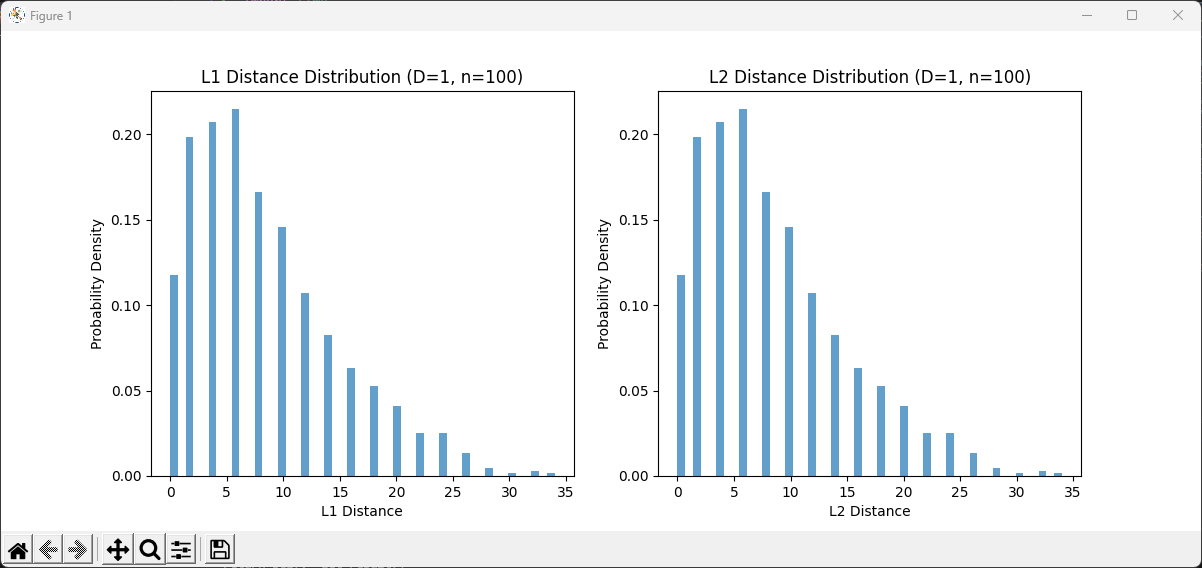 Figure 1
L1 Distance Distribution (D=1, n=100)
Probability Density
0.20
0.15
0.10
0.05
0.00
0 5 10 15 20 25 30 35
L1 Distance
L2 Distance Distribution (D=1, n=100)
Probability Density
0.20
0.15
0.10
0.05
0.00
0 5 10 15 20 25 30 35
L2 Distance